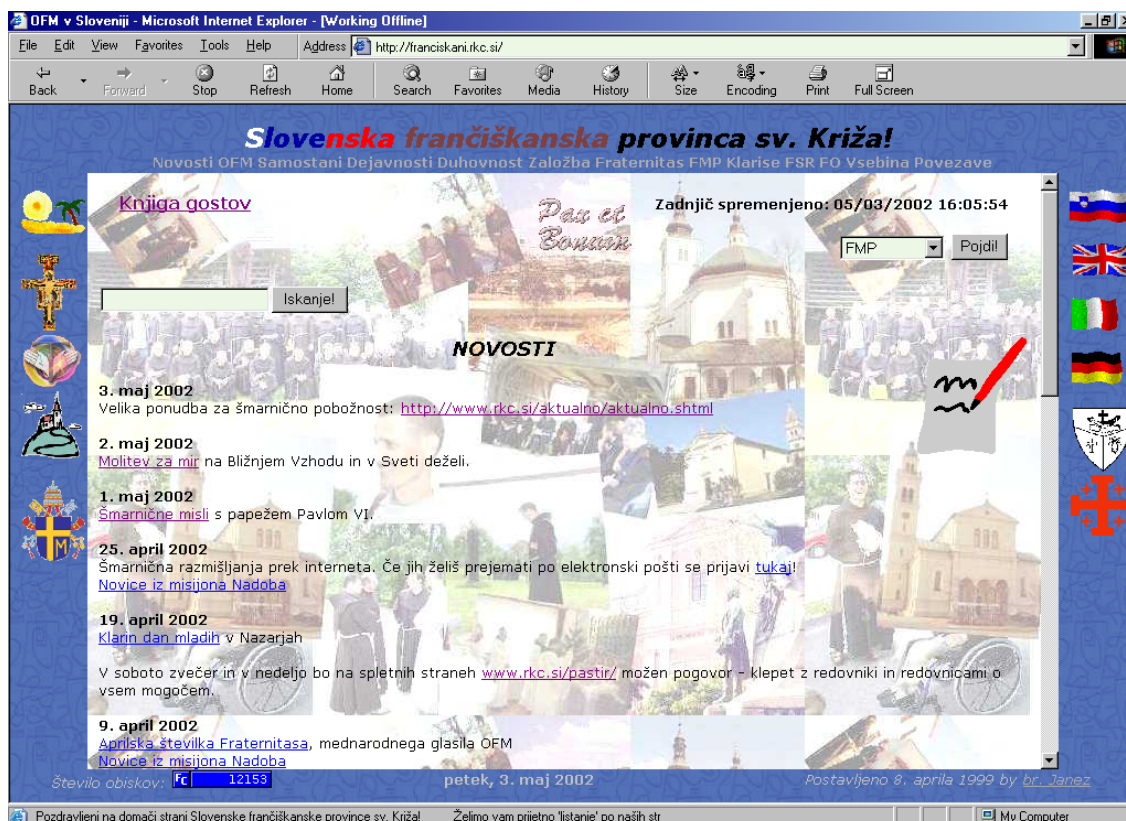 OFM v Sloveniji - Microsoft Internet Explorer - [Working Offline]
File Edit View Favorites Tools Help Address http://franciskani.rkc.si/
Back Forward Stop Refresh Home Search Favorites Media History Size Encoding Print Full Screen
Slovenska frančiškanska provinca sv. Križa!
Novosti OFM Samostani Dejavnosti Duhovnost Založba Fraternitas FMP Klarise FSR FO Vsebina Povezave
Knjiga gostov
Pax et
Bonum
Zadnjič spremenjeno: 05/03/2002 16:05:54
FMP Pojdi!
Iskanje!
NOVOSTI
3. maj 2002
Velika ponudba za šmarnično pobožnost: http://www.rkc.si/aktualno/aktualno.shtml
2. maj 2002
Molitev za mir na Bližnjem Vzhodu in v Sveti deželi.
1. maj 2002
Šmarnične misli s papežem Pavlom VI.
25. april 2002
Šmarnična razmišljanja prek interneta. Če jih želiš prejemati po elektronski pošti se prijavi tukaj!
Novice iz misijona Nadoba
19. april 2002
Klarin dan mladih v Nazarjah
V soboto zvečer in v nedeljo bo na spletnih straneh www.rkc.si/pastir/ možen pogovor - klepet z redovniki in redovnicami o
vsem mogočem.
9. april 2002
Aprilska številka Fraternitasa, mednarodnega glasila OFM
Novice iz misijona Nadoba
Število obiskov: FC 12153
petek, 3. maj 2002
Postavljeno 8. aprila 1999 by br. Janez
Pozdravljeni na domači strani Slovenske frančiškanske province sv. Križa! Želimo vam prijetno 'listanje' po naših str
My Computer